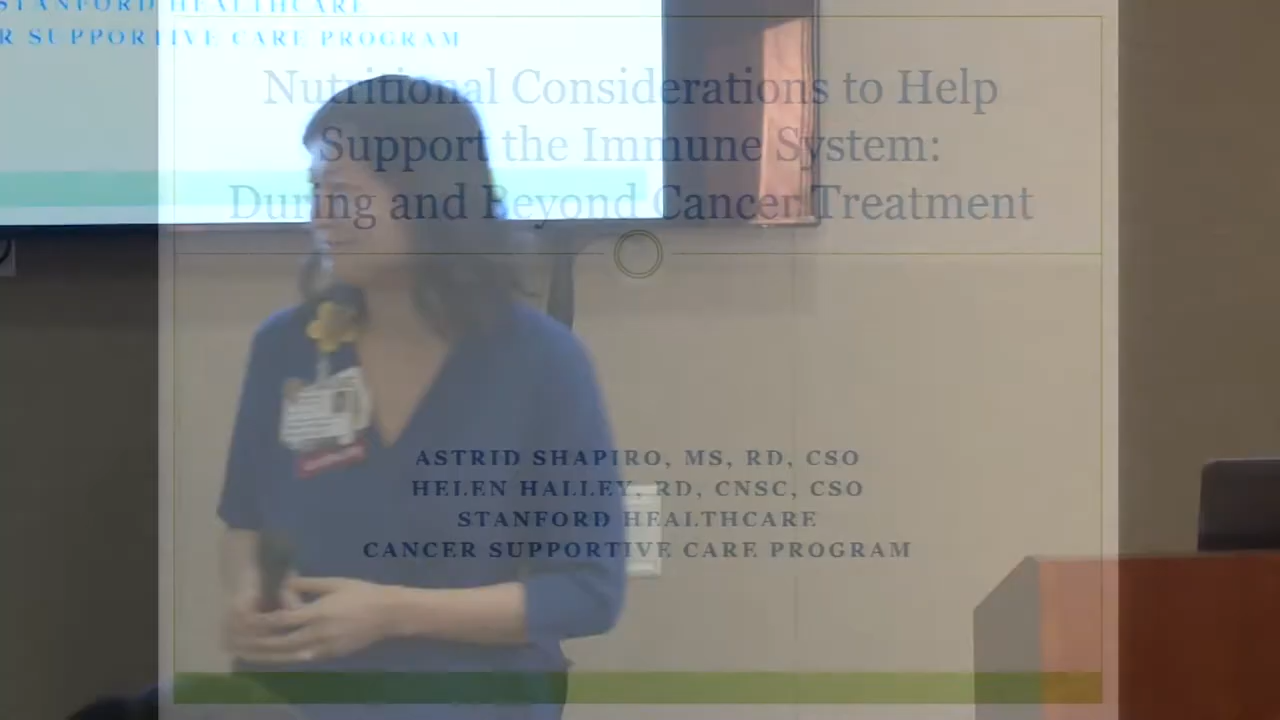 STANFORD HEALTHCARE
R SUPPORTIVE CARE PROGRAM
Nutritional Considerations to Help
Support the Immune System:
During and Beyond Cancer Treatment
ASTRID SHAPIRO, MS, RD, CSO
HELEN HALLEY, RD, CNSC, CSO
STANFORD HEALTHCARE
CANCER SUPPORTIVE CARE PROGRAM